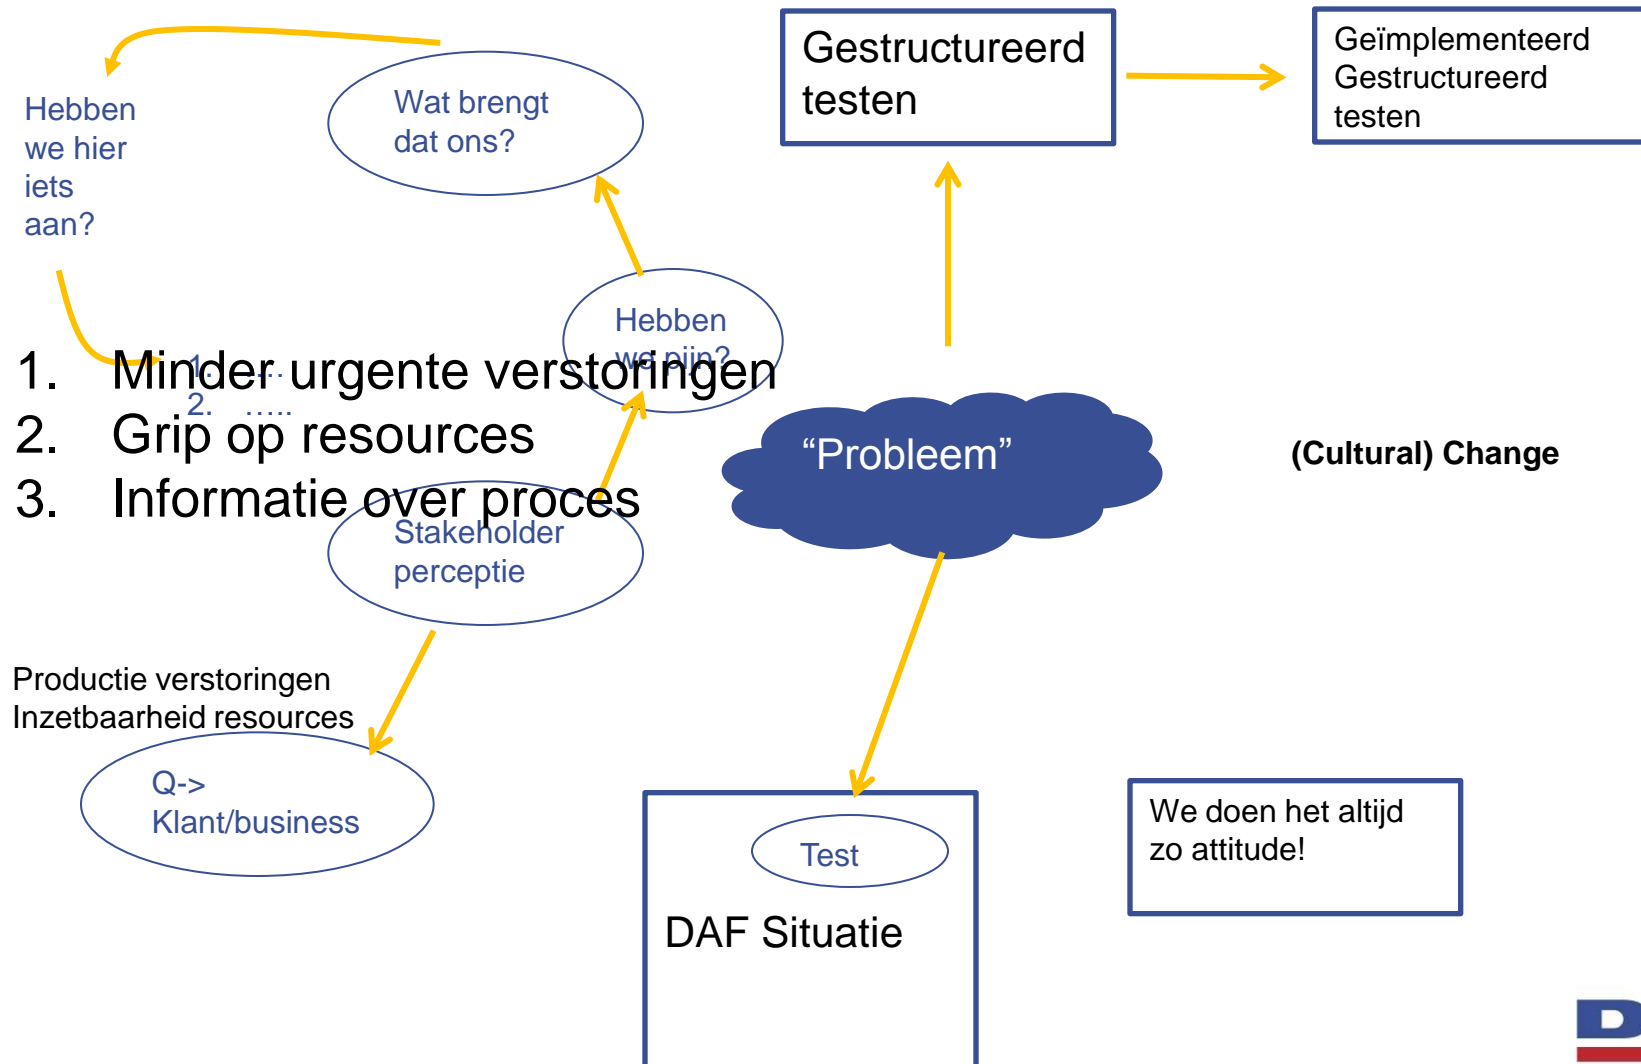 Gestructureerd
testen
Geïmplementeerd
Gestructureerd
testen
Wat brengt
dat ons?
Hebben
we hier
iets
aan?
Hebben
we pijn?
1. …..
2. …..
1. Minder urgente verstoringen
2. Grip op resources
3. Informatie over proces
“Probleem”
(Cultural) Change
Stakeholder
perceptie
Productie verstoringen
Inzetbaarheid resources
Q->
Klant/business
Test
DAF Situatie
We doen het altijd
zo attitude!